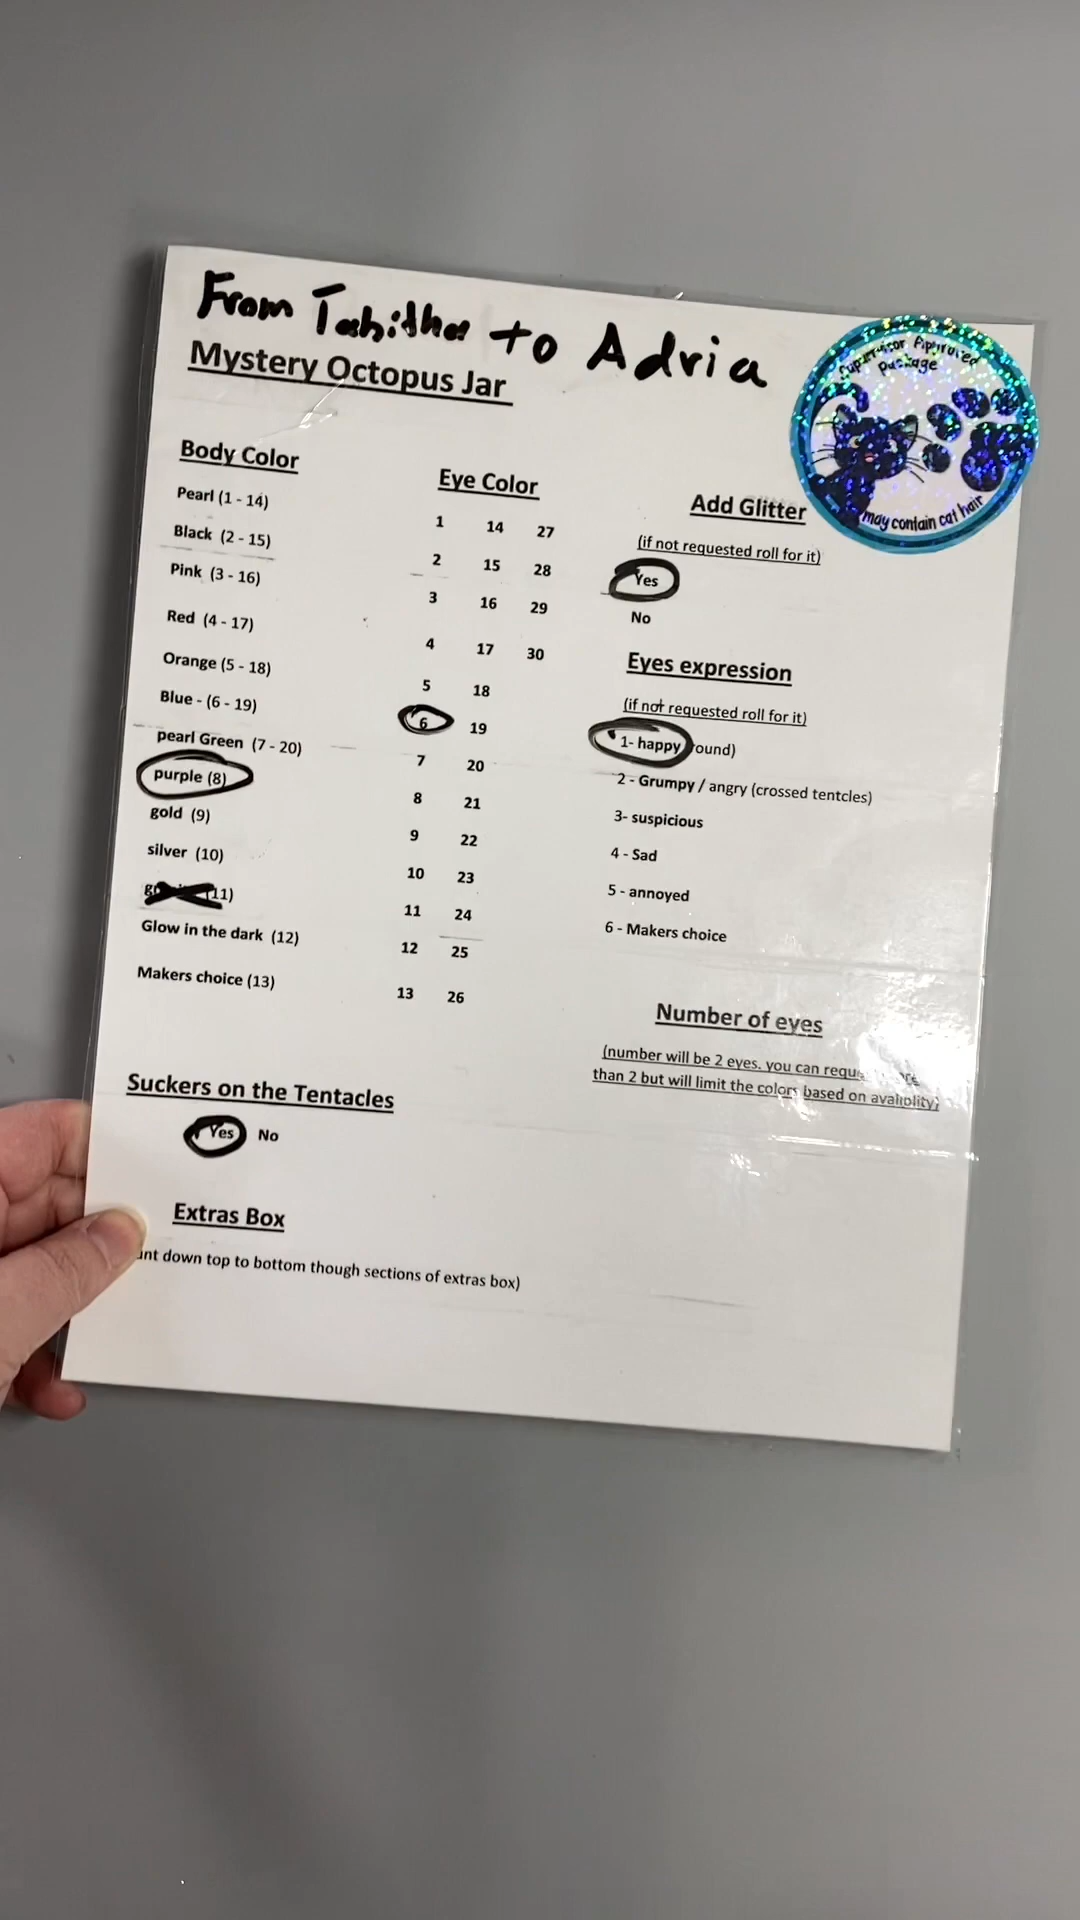 From Tabitha to Adria
Mystery Octopus Jar
Supervisor Approved
package
may contain cat hair
Body Color
Pearl (1 - 14)
Black (2 - 15)
Pink (3 - 16)
Red (4 - 17)
Orange (5 - 18)
Blue - (6 - 19)
pearl Green (7 - 20)
purple (8)
gold (9)
silver (10)
11)
Glow in the dark (12)
Makers choice (13)
Eye Color
1 14 27
2 15 28
3 16 29
4 17 30
5 18
6 19
7 20
8 21
9 22
10 23
11 24
12 25
13 26
Add Glitter
(if not requested roll for it)
Yes
No
Eyes expression
(if not requested roll for it)
1- happy ound)
2 - Grumpy / angry (crossed tentcles)
3- suspicious
4 - Sad
5 - annoyed
6 - Makers choice
Number of eyes
(number will be 2 eyes. you can
than 2 but will limit the colors based on avaliblity)
Suckers on the Tentacles
Yes No
Extras Box
down top to bottom though sections of extras box)